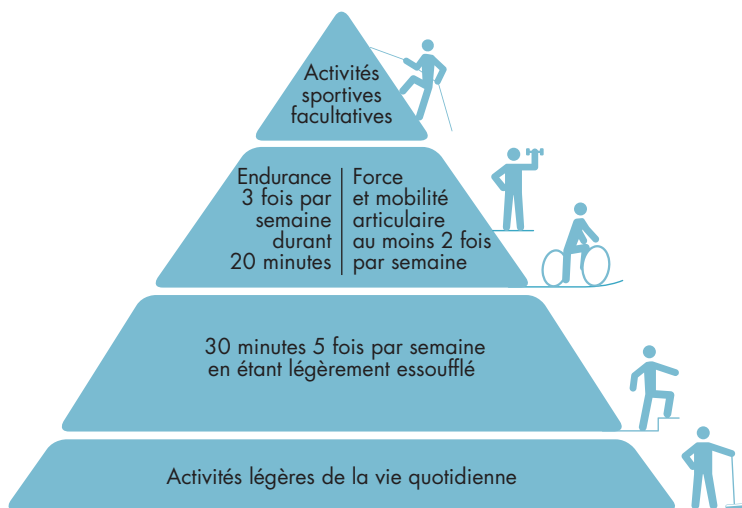 Activités
sportives
facultatives
Endurance
3 fois par
semaine
durant
20 minutes
Force
et mobilité
articulaire
au moins 2 fois
par semaine
30 minutes 5 fois par semaine
en étant légèrement essoufflé
Activités légères de la vie quotidienne